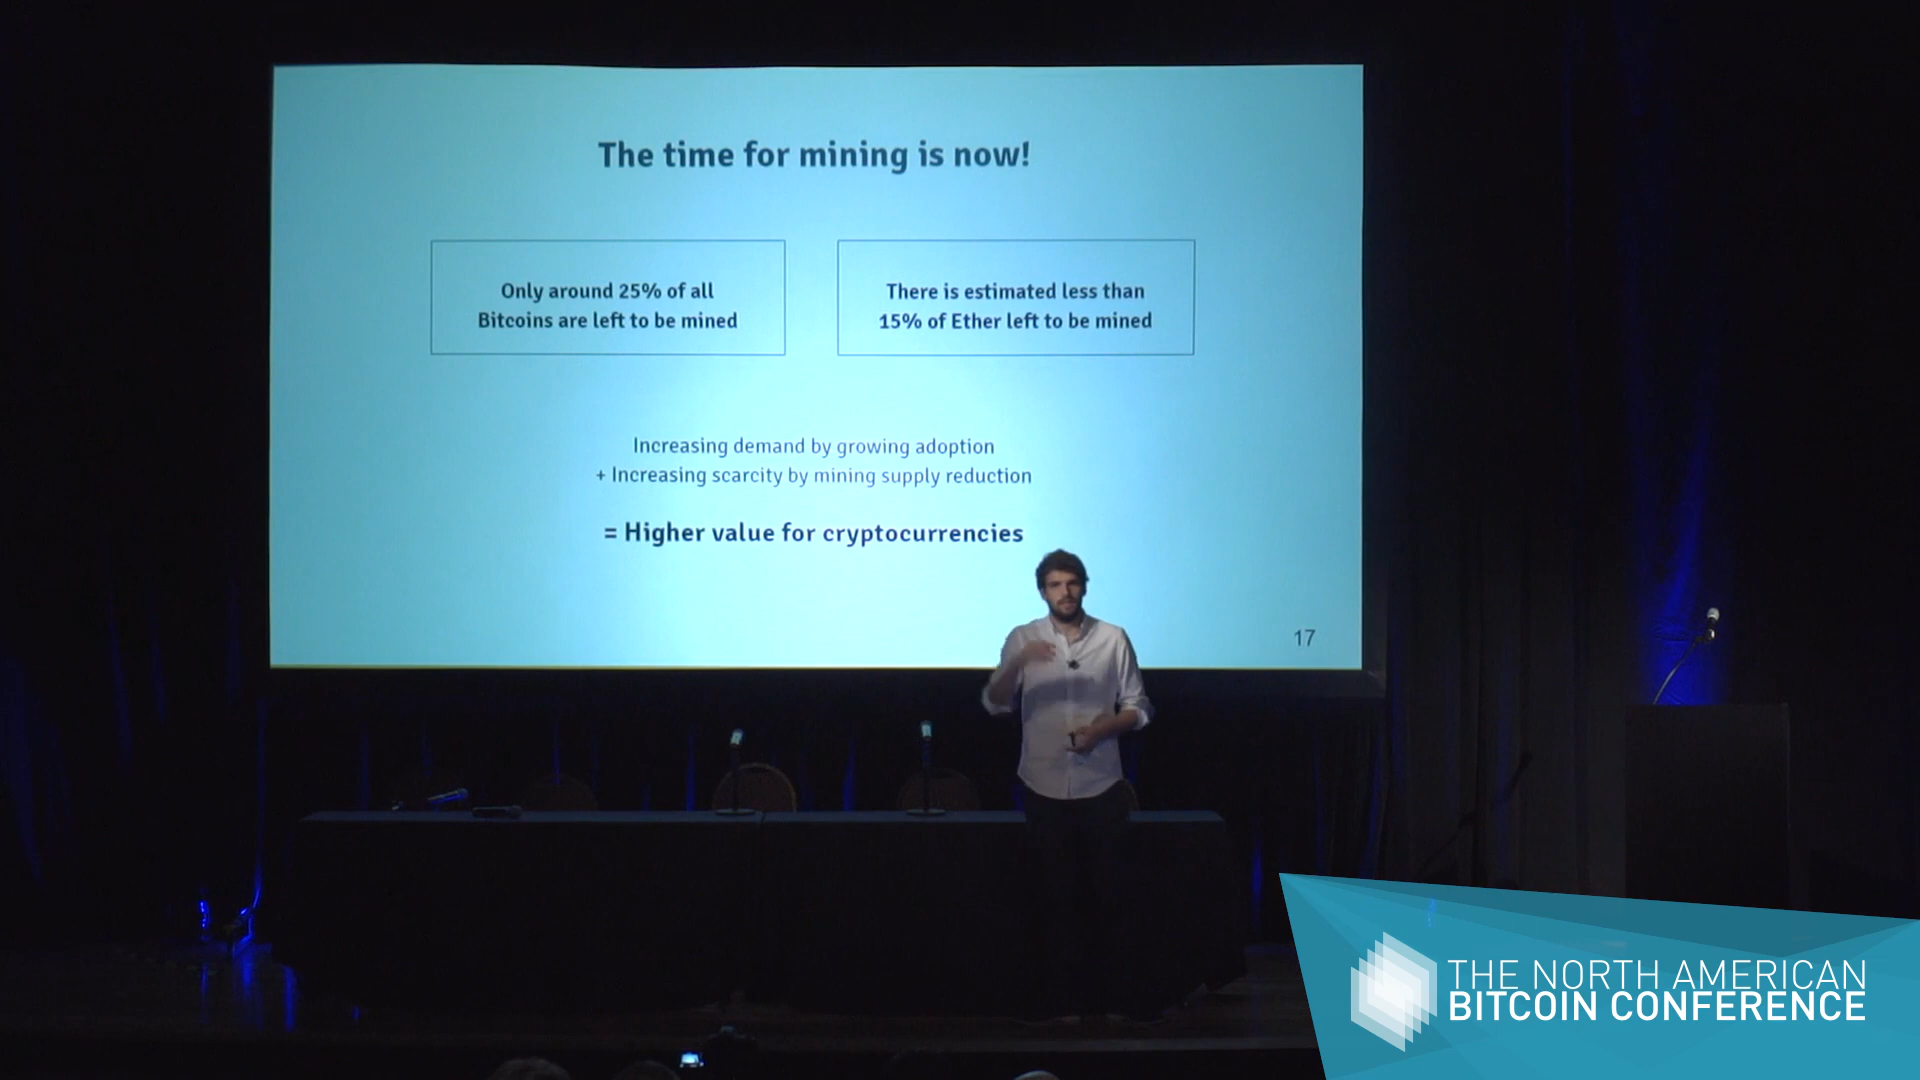 The time for mining is now!
Only around 25% of all
Bitcoins are left to be mined
There is estimated less than
15% of Ether left to be mined
Increasing demand by growing adoption
+ Increasing scarcity by mining supply reduction
= Higher value for cryptocurrencies
17
THE NORTH AMERICAN
BITCOIN CONFERENCE